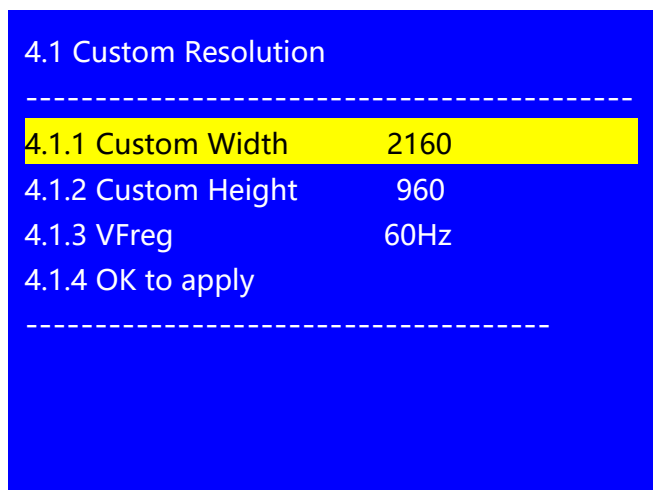 4.1 Custom Resolution
--------------------------------------------
4.1.1 Custom Width 2160
4.1.2 Custom Height 960
4.1.3 VFreg 60Hz
4.1.4 OK to apply
--------------------------------------